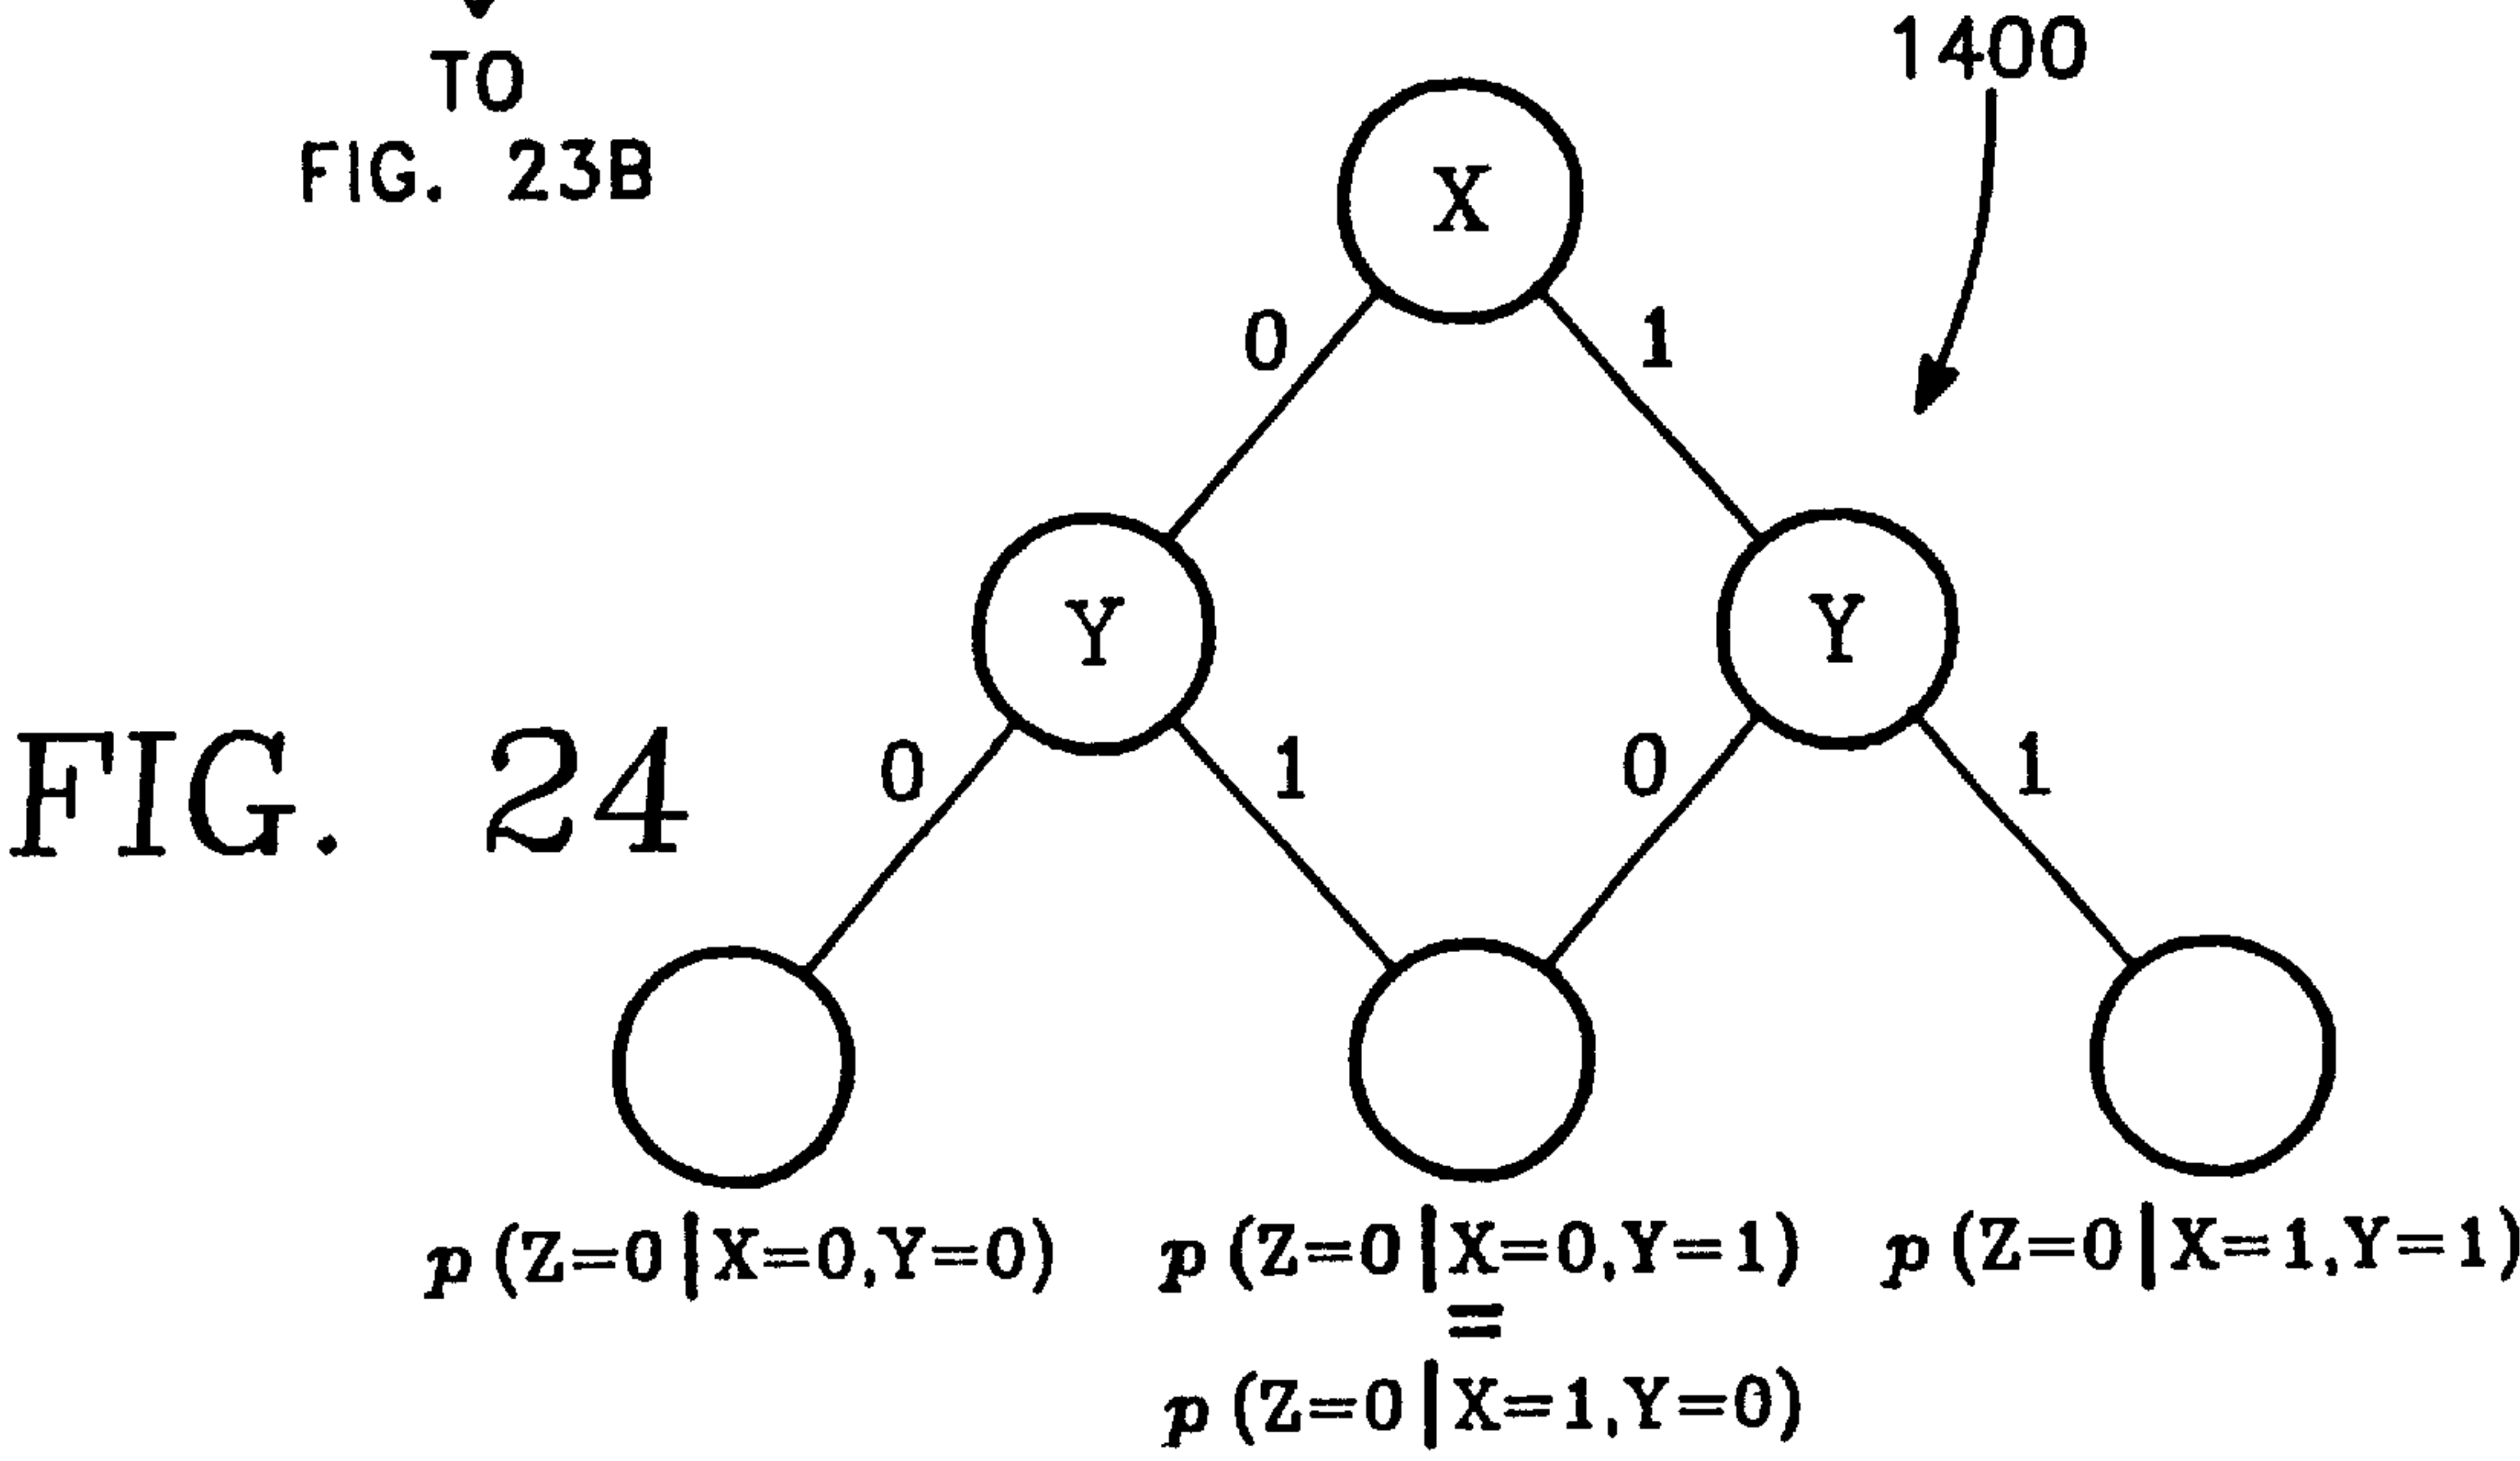 TO
FIG. 23B
1400
X
0 1
Y Y
FIG. 24
0 1 0 1
p(Z=0|X=0,Y=0) p(Z=0|X=0,Y=1) p(Z=0|X=1,Y=1)
=
p(Z=0|X=1,Y=0)